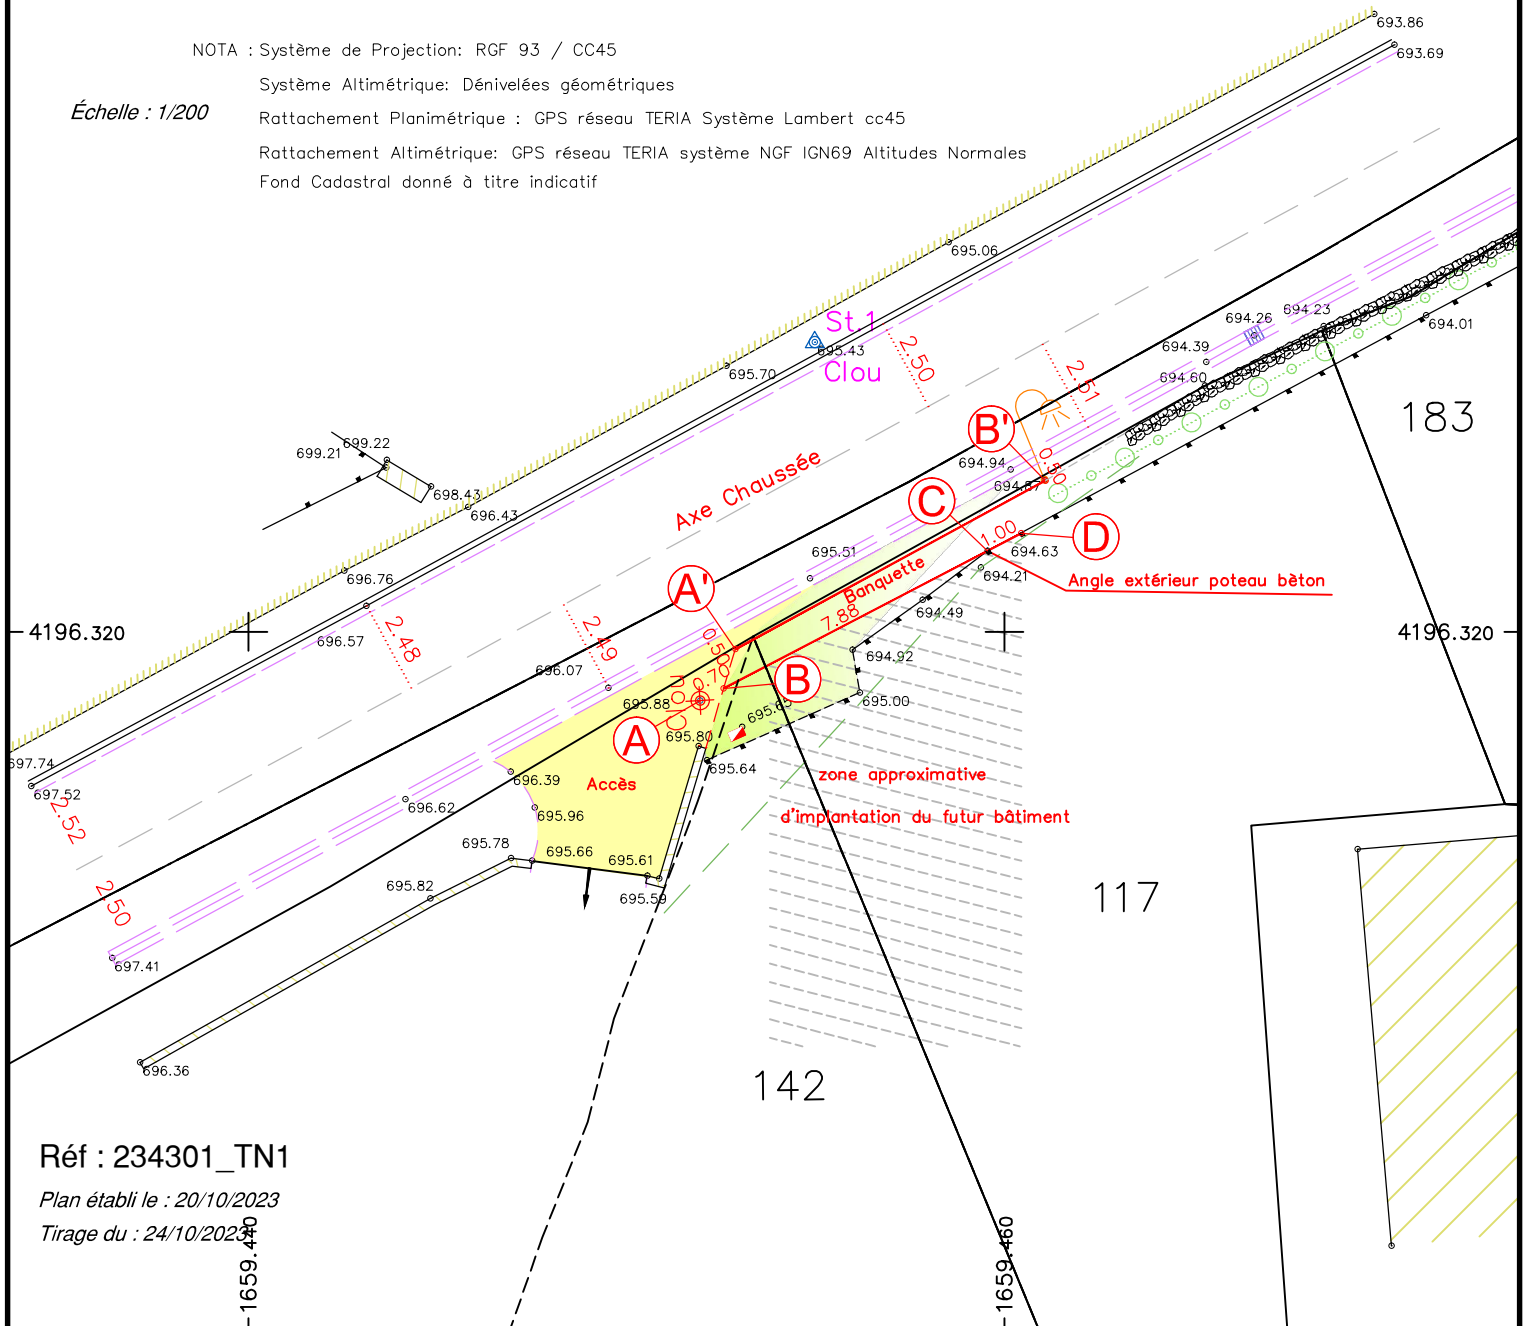 NOTA : Système de Projection: RGF 93 / CC45
Système Altimétrique: Dénivelées géométriques
Échelle : 1/200
Rattachement Planimétrique : GPS réseau TERIA Système Lambert cc45
Rattachement Altimétrique: GPS réseau TERIA système NGF IGN69 Altitudes Normales
Fond Cadastral donné à titre indicatif
693.86
693.69
695.06
St.1
695.43
Clou
695.70
2.50
2.51
694.26
694.23
694.01
694.39
694.60
183
699.22
699.21
698.43
696.43
Axe Chaussée
B'
0.50
694.94
694.87
C
1.00
D
694.63
695.51
Banquette
694.21
Angle extérieur poteau bèton
696.76
A'
7.88
694.49
4196.320
4196.320
696.57
2.48
2.49
0.50
694.92
696.07
0.70
B
695.88
Clou
695.65
695.00
A
695.80
697.74
697.52
696.39
Accès
695.64
zone approximative
2.52
696.62
695.96
d'implantation du futur bâtiment
695.78
695.66
695.61
695.82
2.50
695.59
117
697.41
696.36
142
Réf : 234301_TN1
Plan établi le : 20/10/2023
Tirage du : 24/10/2023
1659.440
1659.460